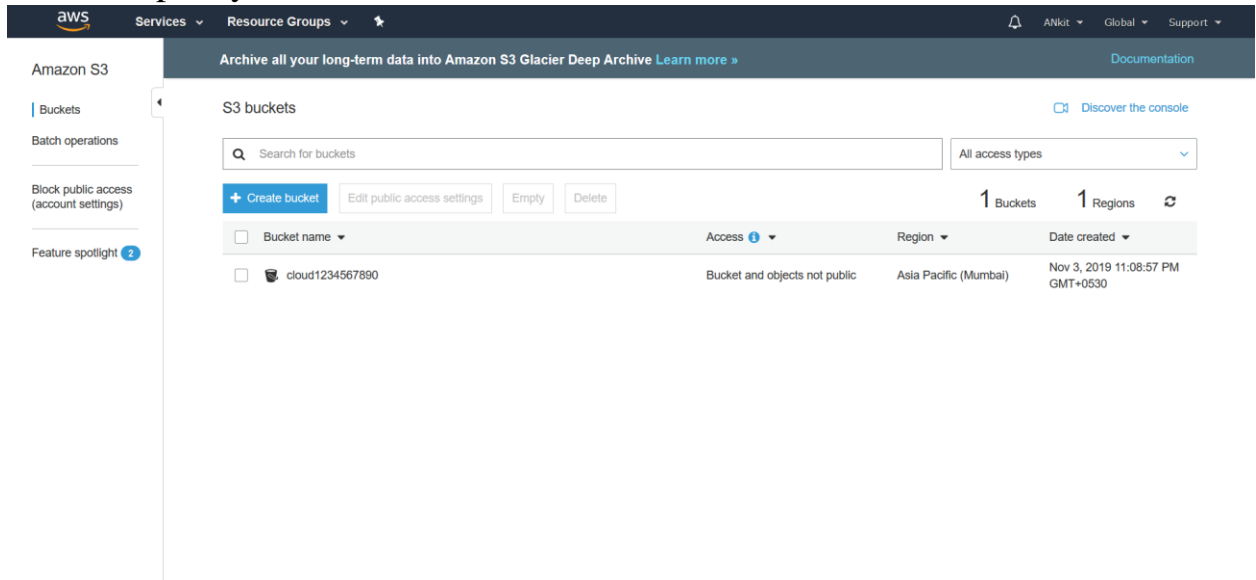 aws Services Resource Groups ANkit Global Support
Amazon S3
Buckets
Batch operations
Block public access
(account settings)
Feature spotlight 2
Archive all your long-term data into Amazon S3 Glacier Deep Archive Learn more » Documentation
S3 buckets Discover the console
Search for buckets All access types
+ Create bucket Edit public access settings Empty Delete 1 Buckets 1 Regions
Bucket name Access Region Date created
cloud1234567890 Bucket and objects not public Asia Pacific (Mumbai) Nov 3, 2019 11:08:57 PM
GMT+0530